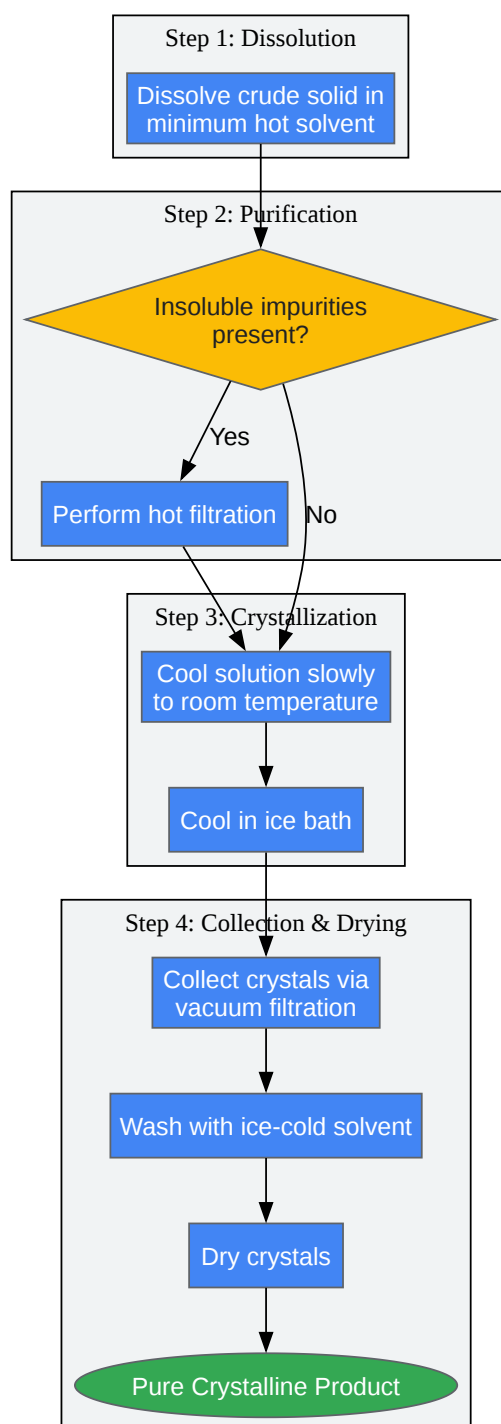 Step 1: Dissolution
Dissolve crude solid in
minimum hot solvent
Step 2: Purification
Insoluble impurities
present?
Yes
Perform hot filtration
No
Step 3: Crystallization
Cool solution slowly
to room temperature
Cool in ice bath
Step 4: Collection & Drying
Collect crystals via
vacuum filtration
Wash with ice-cold solvent
Dry crystals
Pure Crystalline Product